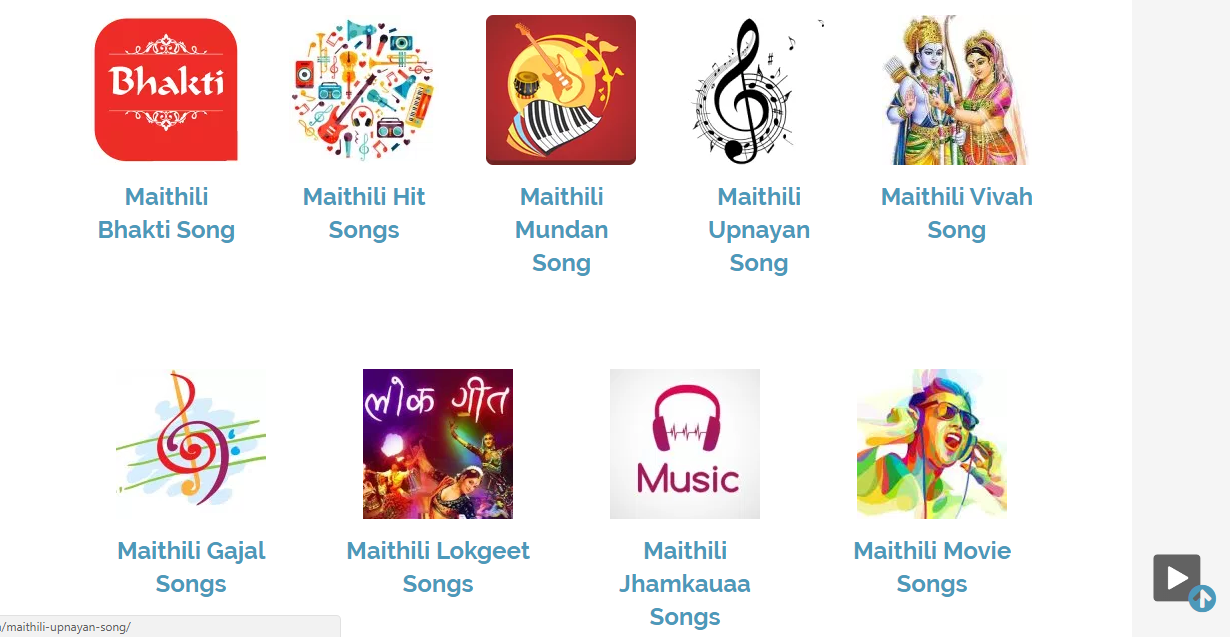 Bhakti
Maithili
Bhakti Song
Maithili Hit
Songs
Maithili
Mundan
Song
Maithili
Upnayan
Song
Maithili Vivah
Song
Maithili Gajal
Songs
लोक गीत
Maithili Lokgeet
Songs
Music
Maithili
Jhamkauaa
Songs
Maithili Movie
Songs
/maithili-upnayan-song/